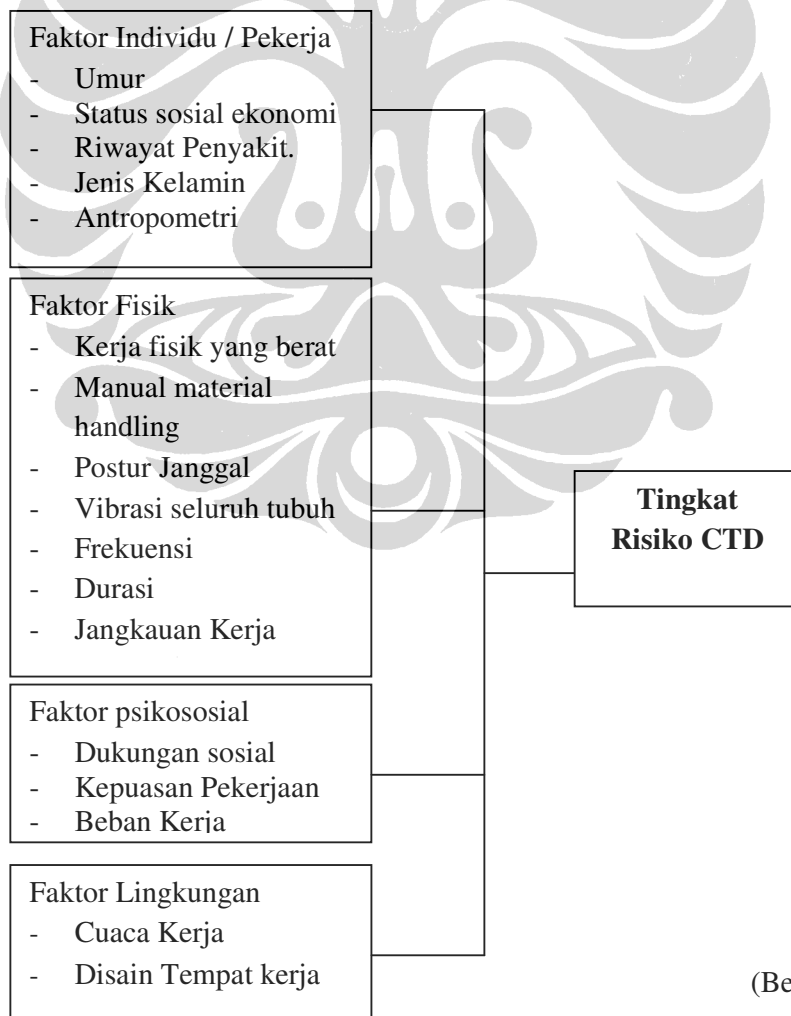 Faktor Individu / Pekerja
- Umur
- Status sosial ekonomi
- Riwayat Penyakit.
- Jenis Kelamin
- Antropometri
Faktor Fisik
- Kerja fisik yang berat
- Manual material
handling
- Postur Janggal
- Vibrasi seluruh tubuh
- Frekuensi
- Durasi
- Jangkauan Kerja
Tingkat
Risiko CTD
Faktor psikososial
- Dukungan sosial
- Kepuasan Pekerjaan
- Beban Kerja
Faktor Lingkungan
- Cuaca Kerja
- Disain Tempat kerja
(Be